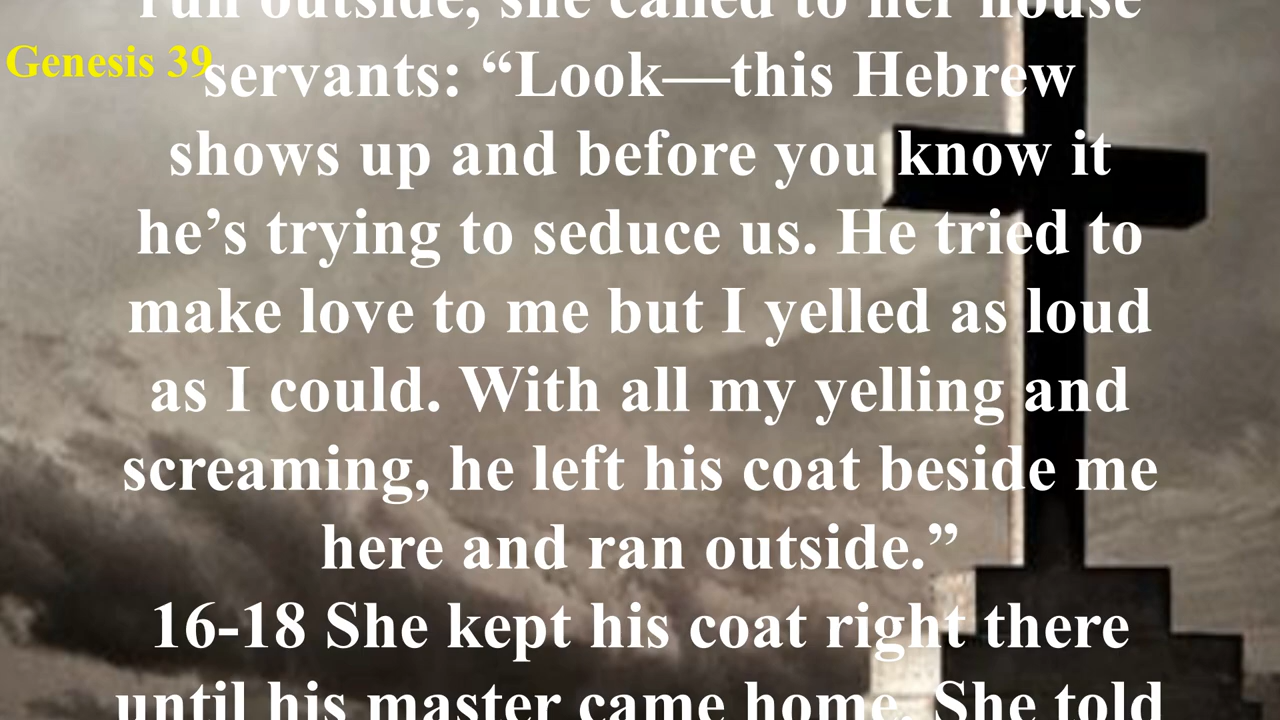 run outside, she called to her house
Genesis 39
servants: “Look—this Hebrew
shows up and before you know it
he’s trying to seduce us. He tried to
make love to me but I yelled as loud
as I could. With all my yelling and
screaming, he left his coat beside me
here and ran outside.”
16-18 She kept his coat right there
until his master came home. She told